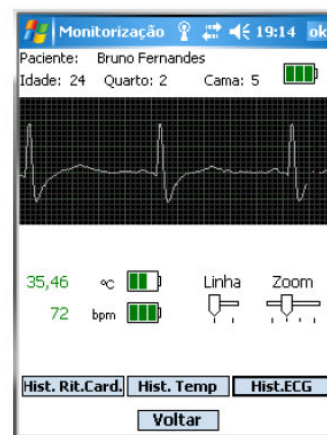 Monitorização 19:14 ok
Paciente: Bruno Fernandes
Idade: 24 Quarto: 2 Cama: 5
35,46 ºC Linha Zoom
72 bpm
Hist. Rit.Card. Hist. Temp Hist.ECG
Voltar